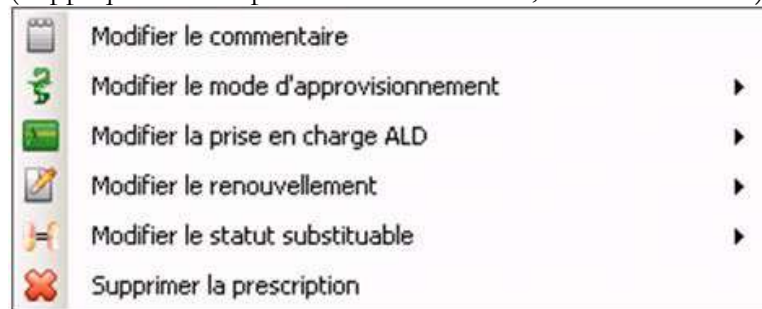 Modifier le commentaire
Modifier le mode d'approvisionnement
Modifier la prise en charge ALD
Modifier le renouvellement
Modifier le statut substituable
Supprimer la prescription